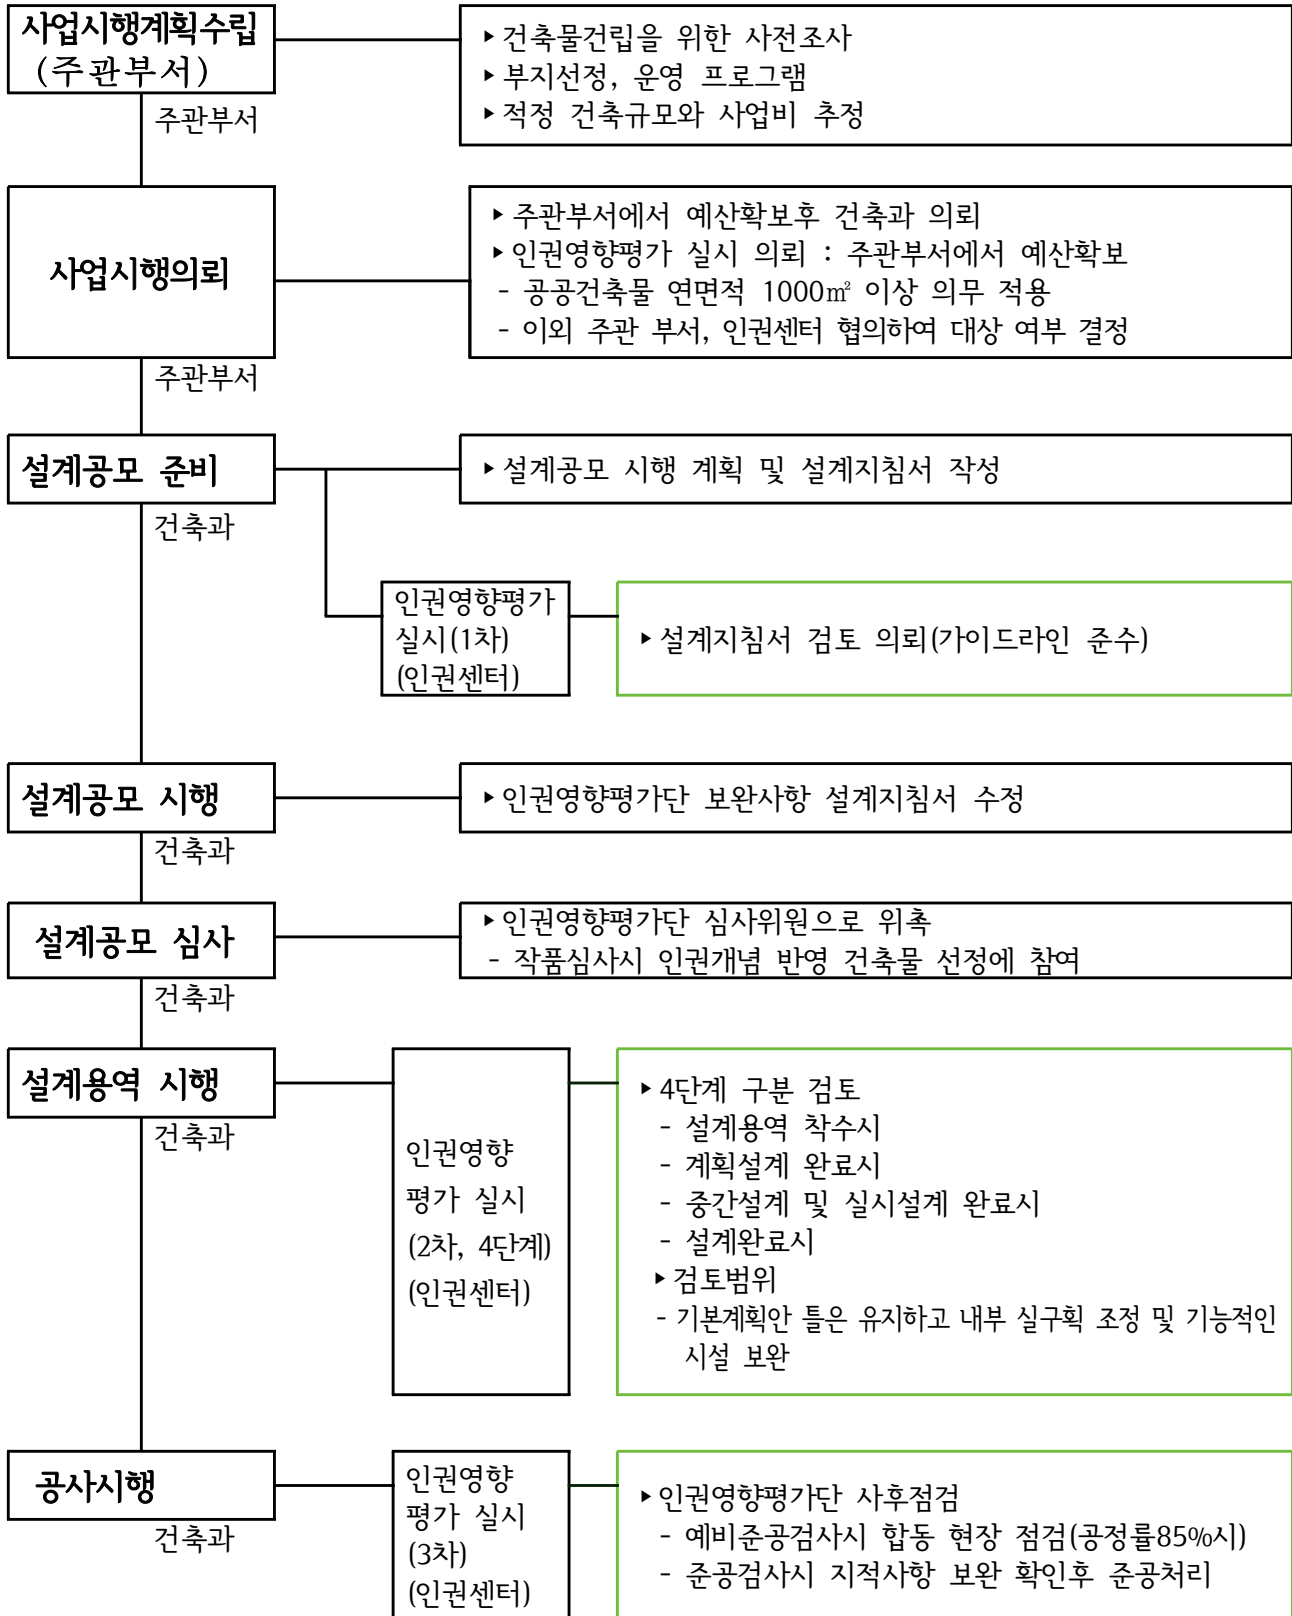 사업시행계획수립
(주관부서)
▸건축물건립을 위한 사전조사
▸부지선정, 운영 프로그램
▸적정 건축규모와 사업비 추정
주관부서
사업시행의뢰
▸주관부서에서 예산확보후 건축과 의뢰
▸인권영향평가 실시 의뢰 : 주관부서에서 예산확보
- 공공건축물 연면적 1000㎡ 이상 의무 적용
- 이외 주관 부서, 인권센터 협의하여 대상 여부 결정
주관부서
설계공모 준비
▸설계공모 시행 계획 및 설계지침서 작성
건축과
인권영향평가
실시(1차)
(인권센터)
▸설계지침서 검토 의뢰(가이드라인 준수)
설계공모 시행
▸인권영향평가단 보완사항 설계지침서 수정
건축과
설계공모 심사
▸인권영향평가단 심사위원으로 위촉
- 작품심사시 인권개념 반영 건축물 선정에 참여
건축과
설계용역 시행
건축과
인권영향
평가 실시
(2차, 4단계)
(인권센터)
▸4단계 구분 검토
- 설계용역 착수시
- 계획설계 완료시
- 중간설계 및 실시설계 완료시
- 설계완료시
▸검토범위
- 기본계획안 틀은 유지하고 내부 실구획 조정 및 기능적인
시설 보완
공사시행
건축과
인권영향
평가 실시
(3차)
(인권센터)
▸인권영향평가단 사후점검
- 예비준공검사시 합동 현장 점검(공정률85%시)
- 준공검사시 지적사항 보완 확인후 준공처리